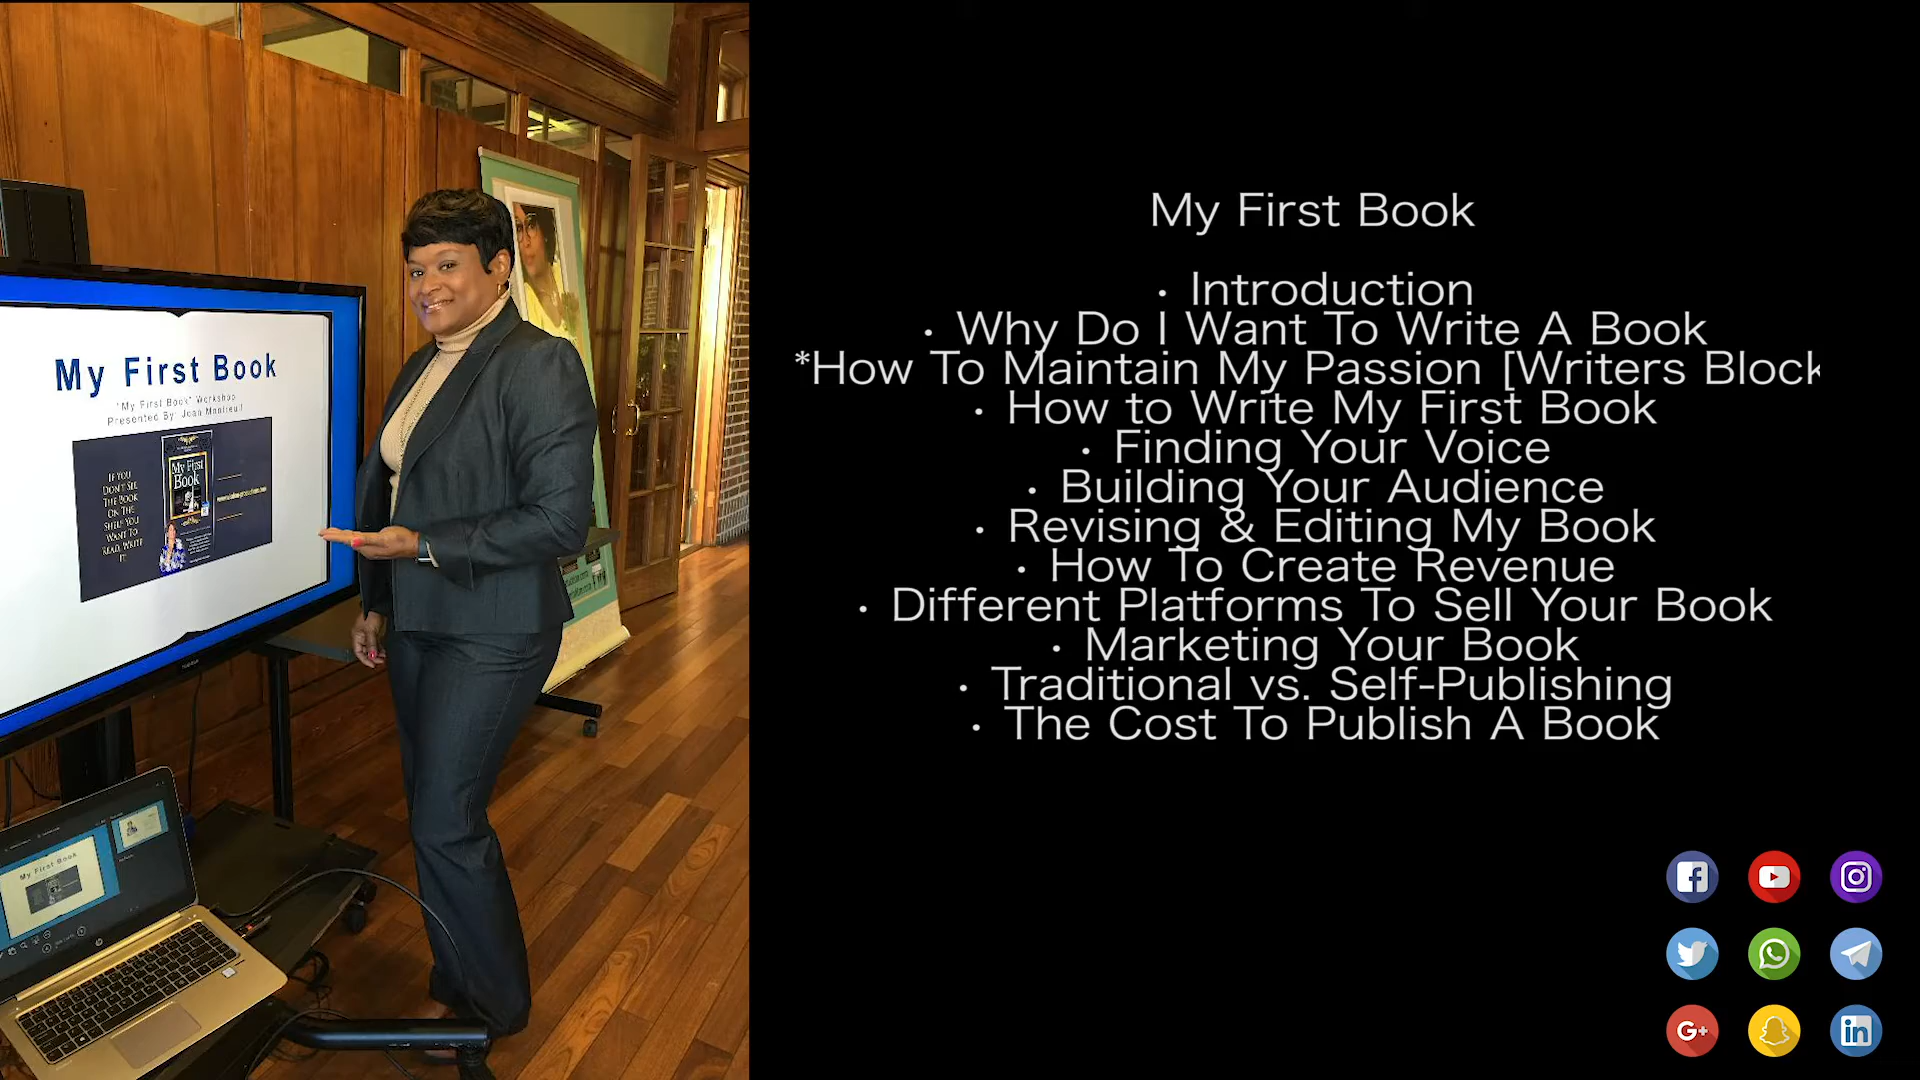 My First Book
"My First Book" Workshop
Presented By: Joan
IF YOU
DON'T SEE
THE BOOK
ON THE
SHELF YOU
WANT TO
READ, WRITE
IT
My First
Book
My First Book
My First Book
• Introduction
• Why Do I Want To Write A Book
*How To Maintain My Passion [Writers Block
• How to Write My First Book
• Finding Your Voice
• Building Your Audience
• Revising & Editing My Book
• How To Create Revenue
• Different Platforms To Sell Your Book
• Marketing Your Book
• Traditional vs. Self-Publishing
• The Cost To Publish A Book